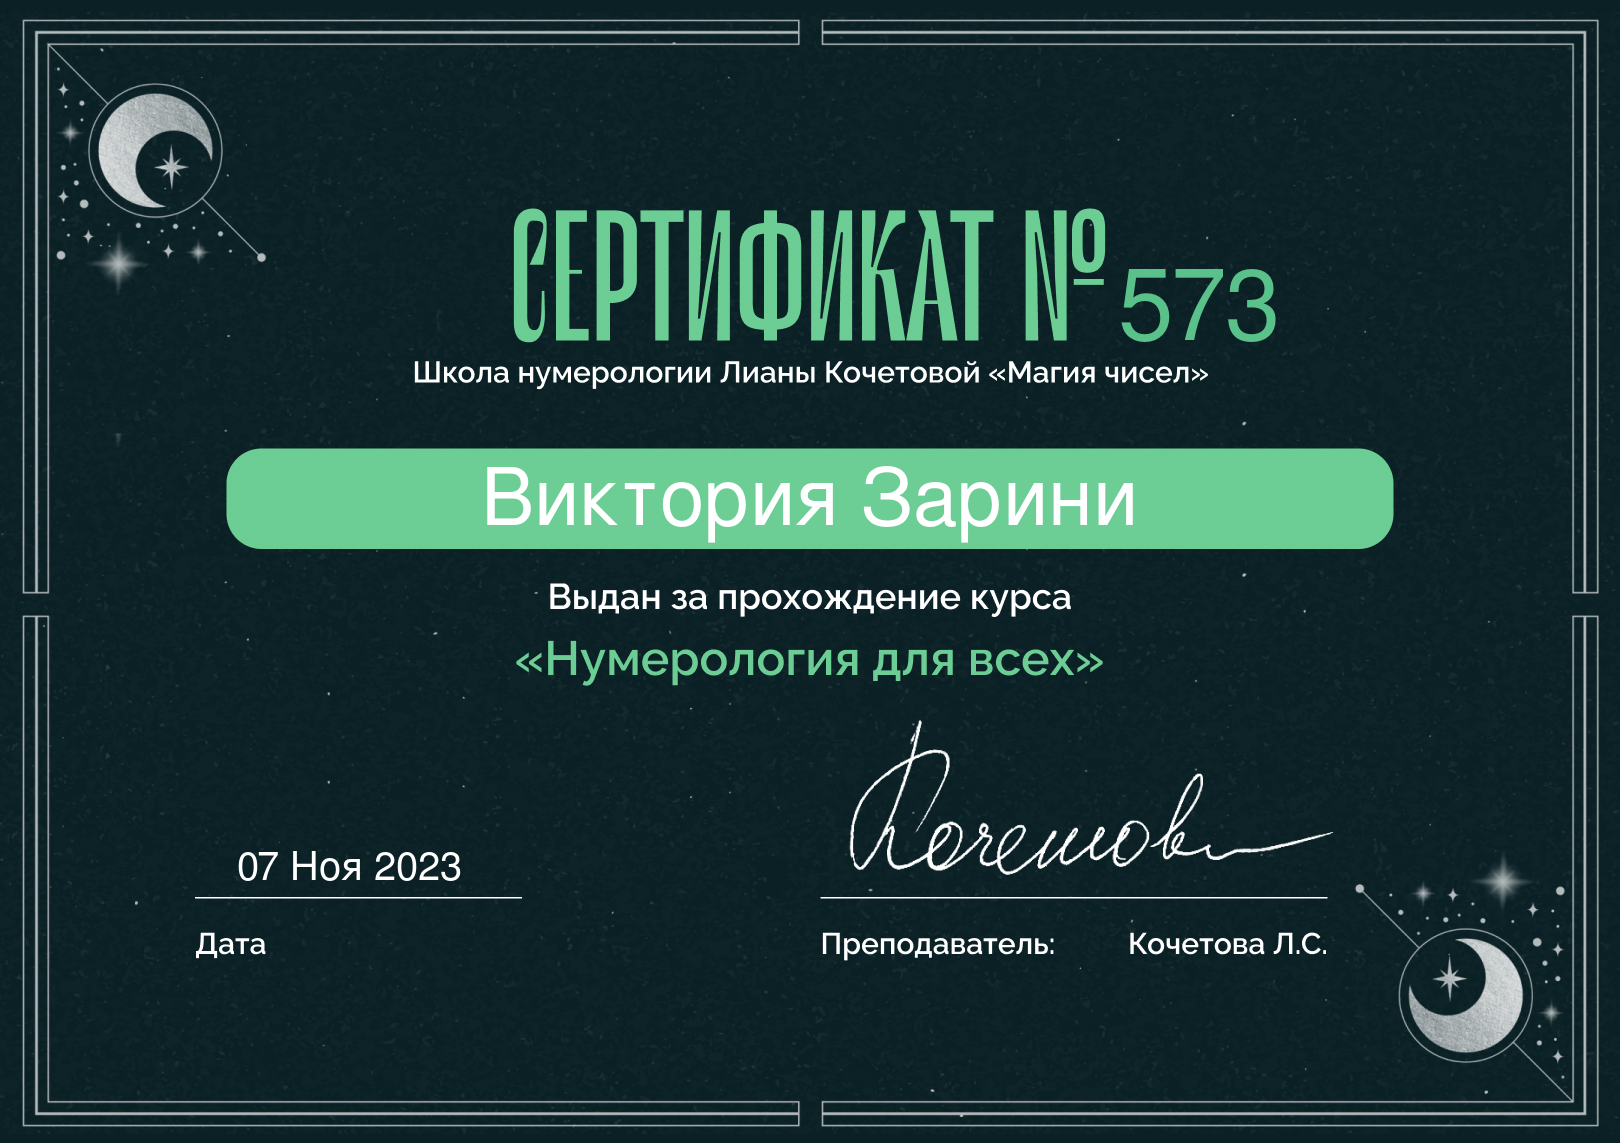 СЕРТИФИКАТ № 573
Школа нумерологии Лианы Кочетовой «Магия чисел»
Виктория Зарини
Выдан за прохождение курса
«Нумерология для всех»
Кочетов
07 Ноя 2023
Дата
Преподаватель: Кочетова Л.С.